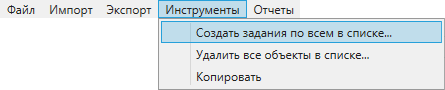 Файл Импорт Экспорт Инструменты Отчеты
Создать задания по всем в списке...
Удалить все объекты в списке...
Копировать